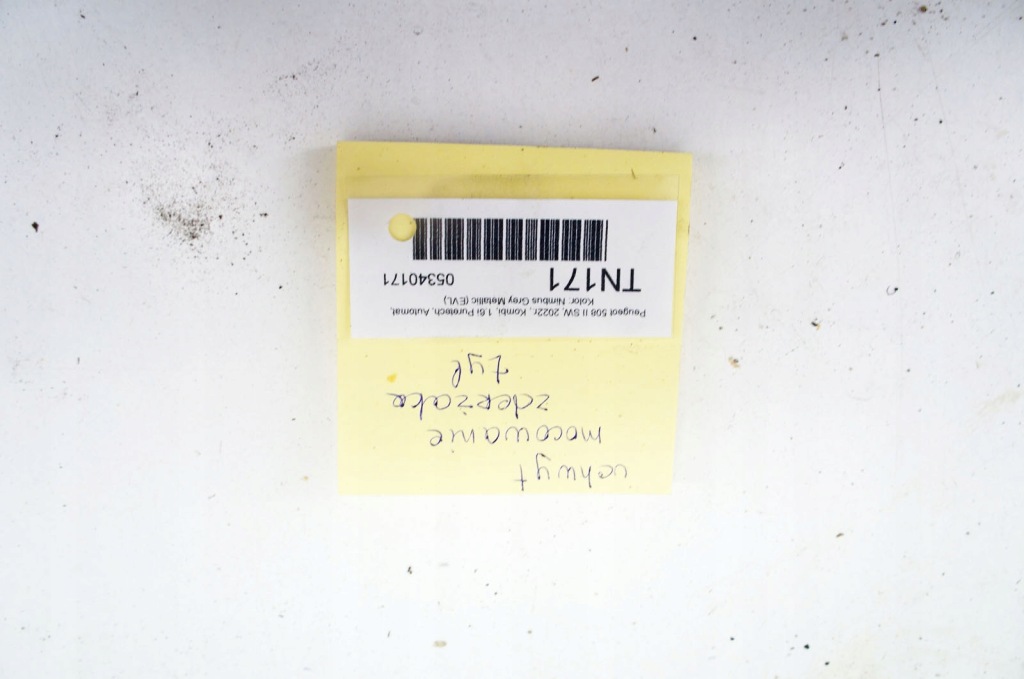 uchwyt
mocowanie
zderzaka
tył
Peugeot 508 II SW, 2022r , Kombi, 1.6i Puretech, Automat,
Kolor: Nimbus Grey Metallic (EVL)
TN171 05340171